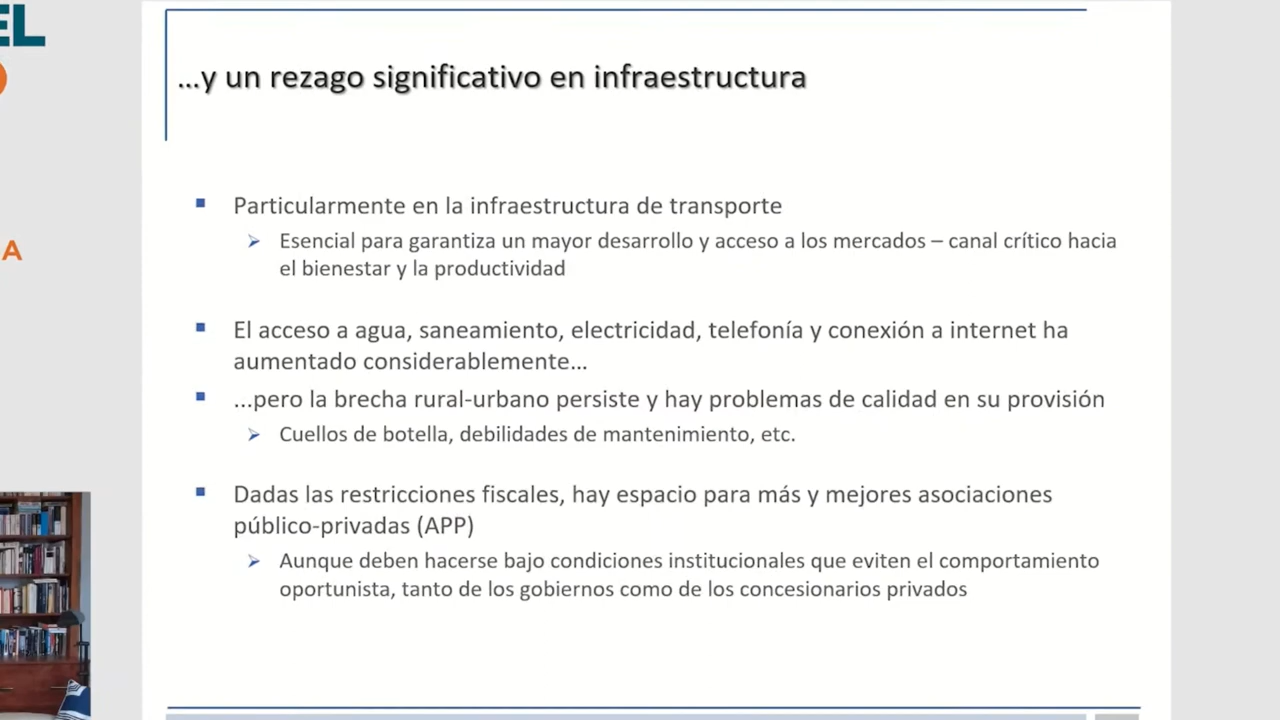 EL
A
...y un rezago significativo en infraestructura
Particularmente en la infraestructura de transporte
Esencial para garantiza un mayor desarrollo y acceso a los mercados – canal crítico hacia
el bienestar y la productividad
El acceso a agua, saneamiento, electricidad, telefonía y conexión a internet ha
aumentado considerablemente...
...pero la brecha rural-urbano persiste y hay problemas de calidad en su provisión
Cuellos de botella, debilidades de mantenimiento, etc.
Dadas las restricciones fiscales, hay espacio para más y mejores asociaciones
público-privadas (APP)
Aunque deben hacerse bajo condiciones institucionales que eviten el comportamiento
oportunista, tanto de los gobiernos como de los concesionarios privados